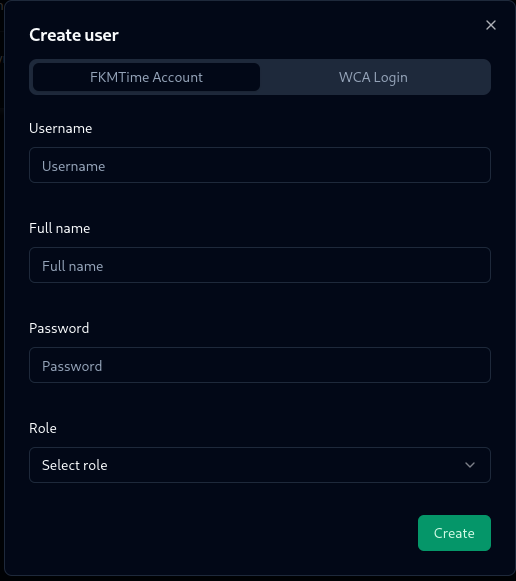 Create user
FKMTime Account
WCA Login
Username
Username
Full name
Full name
Password
Password
Role
Select role
Create